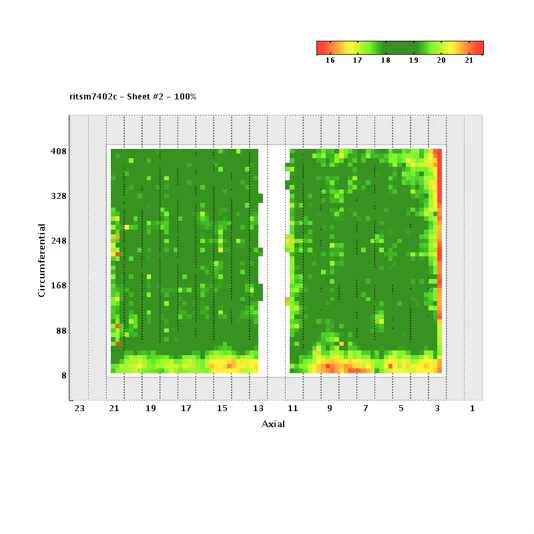 16 17 18 19 20 21
ritsm7402c - Sheet #2 - 100%
408
328
248
168
88
8
Circumferential
23 21 19 17 15 13 11 9 7 5 3 1
Axial